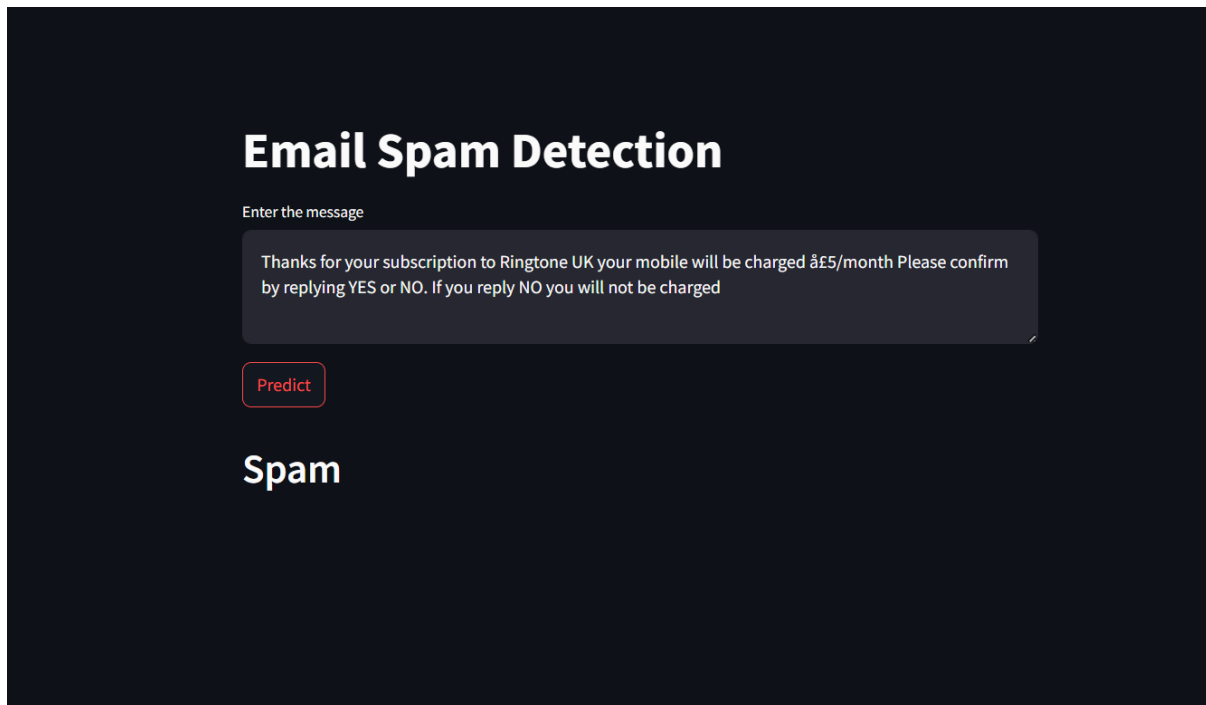 Email Spam Detection
Enter the message
Thanks for your subscription to Ringtone UK your mobile will be charged å£5/month Please confirm
by replying YES or NO. If you reply NO you will not be charged
Predict
Spam